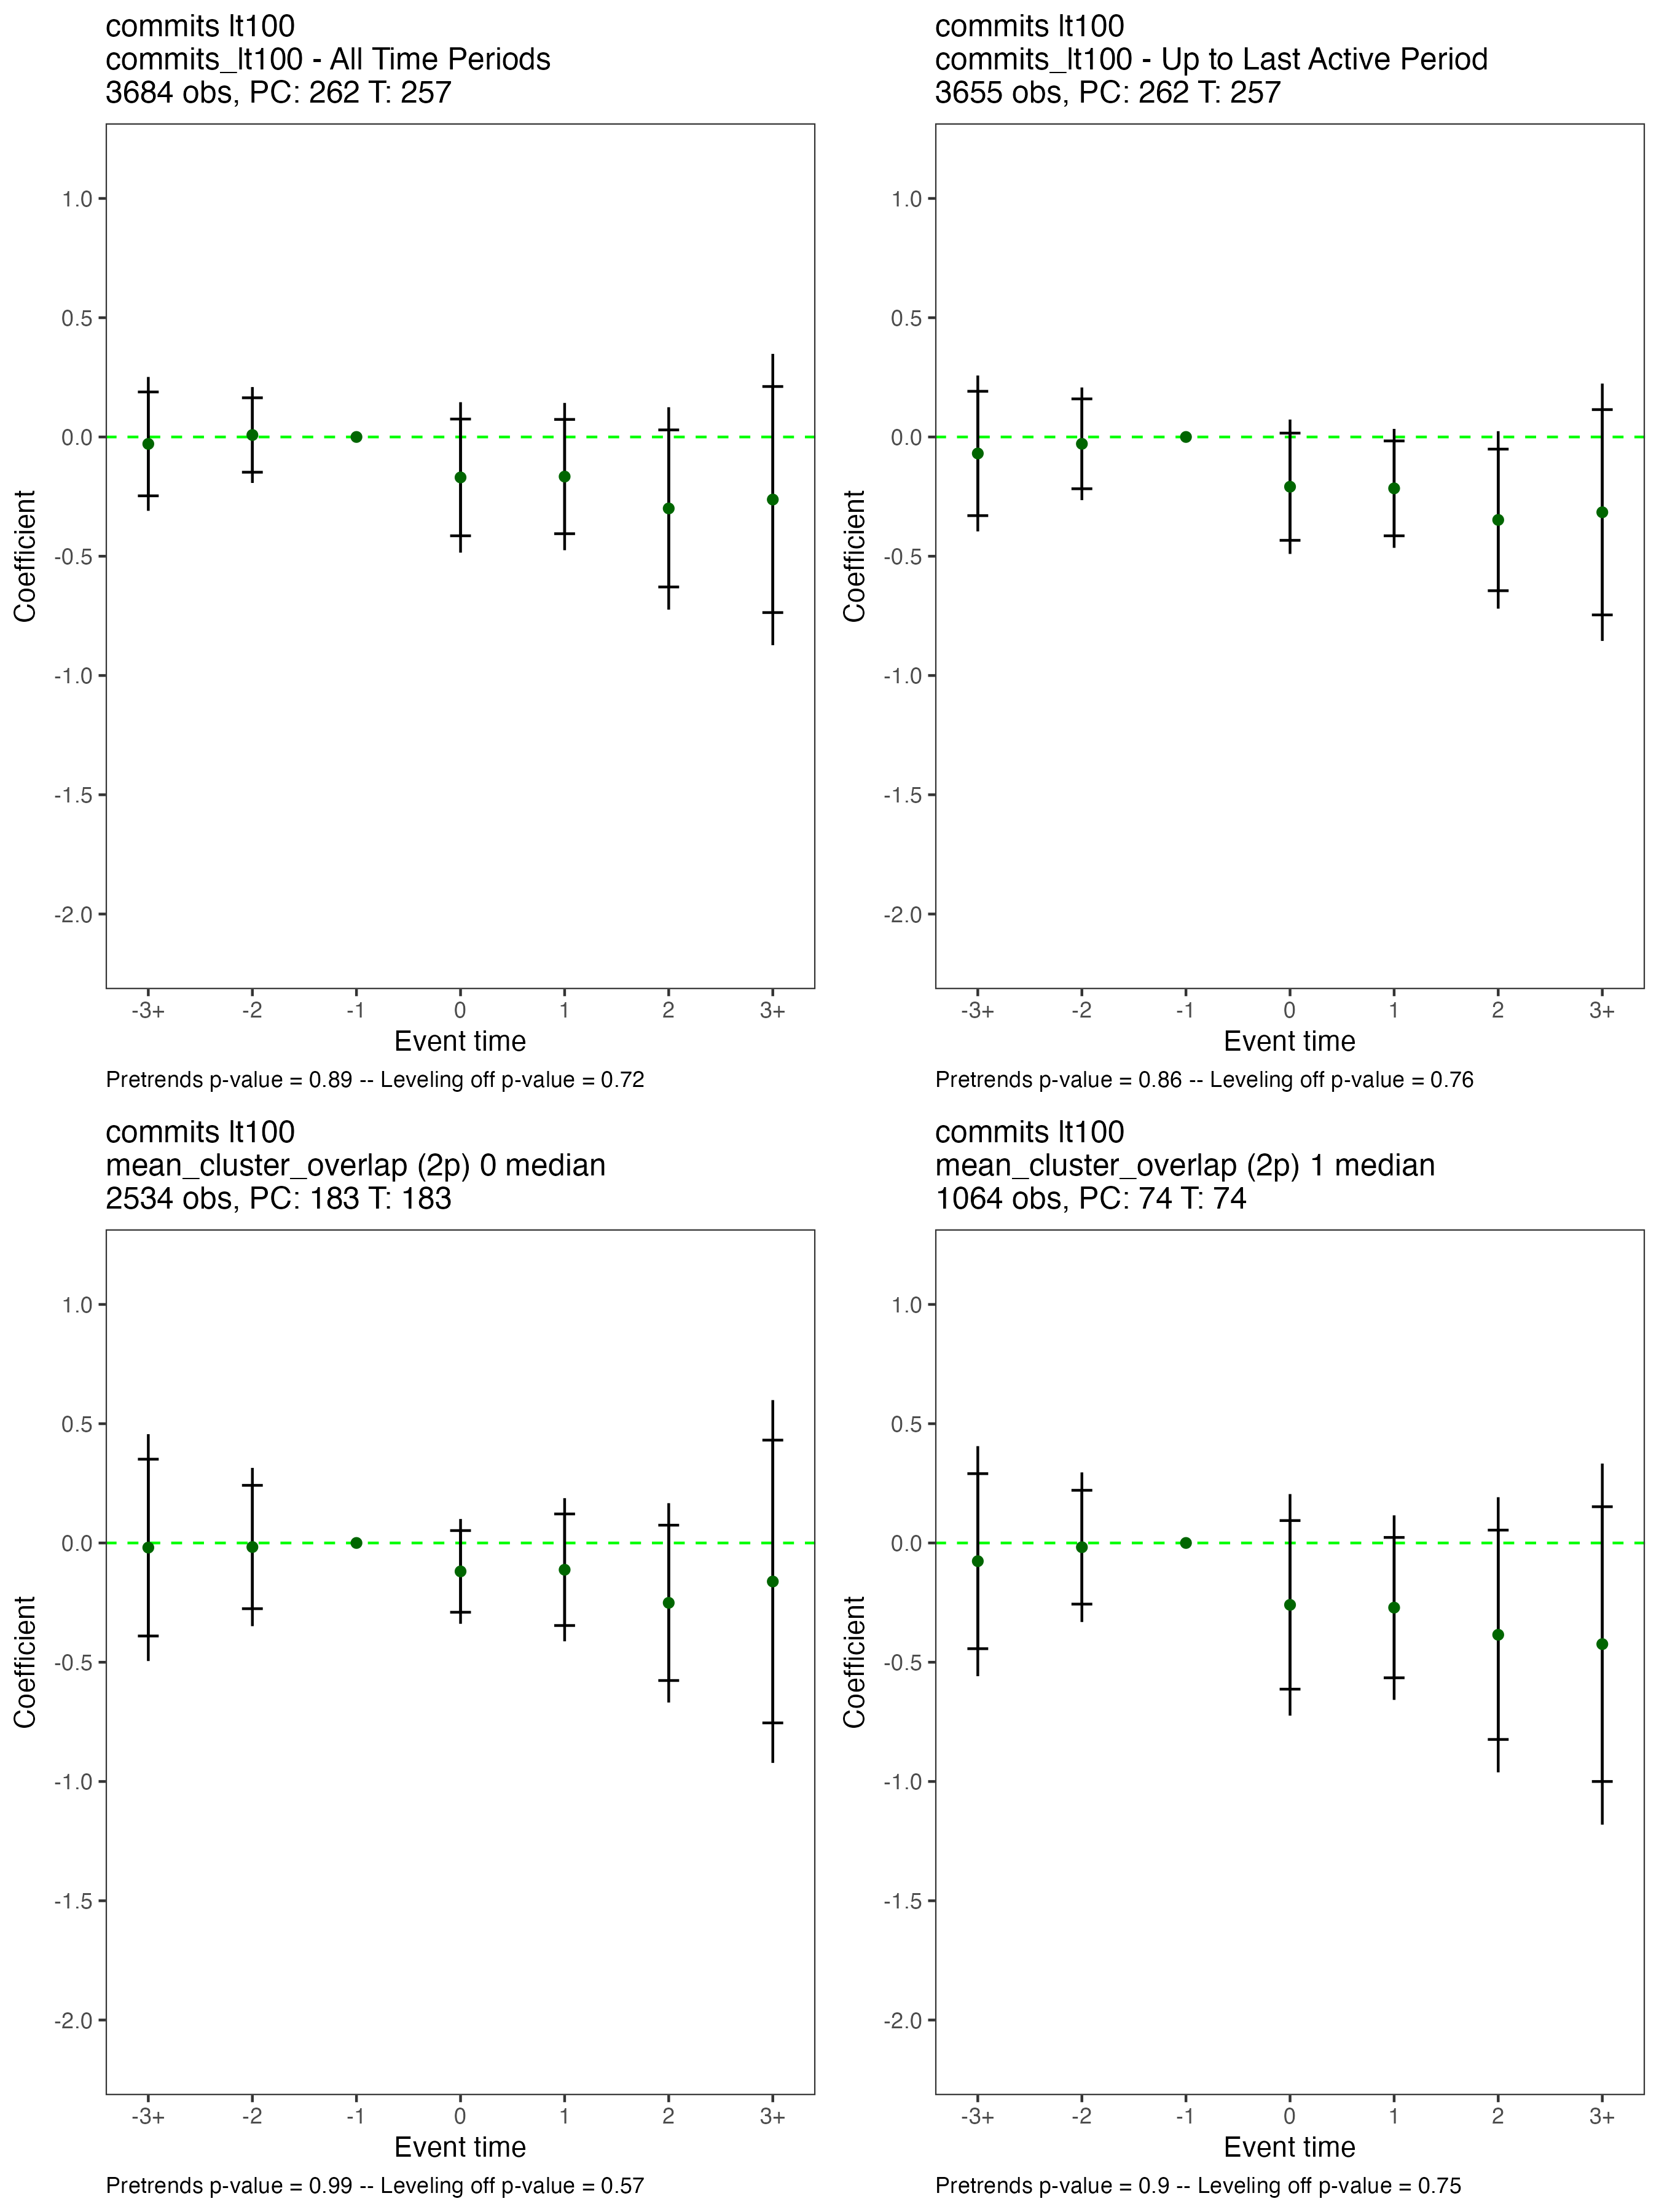 commits lt100
commits_lt100 - All Time Periods
3684 obs, PC: 262 T: 257
Coefficient
1.0
0.5
0.0
-0.5
-1.0
-1.5
-2.0
-3+ -2 -1 0 1 2 3+
Event time
Pretrends p-value = 0.89 -- Leveling off p-value = 0.72
commits lt100
commits_lt100 - Up to Last Active Period
3655 obs, PC: 262 T: 257
Coefficient
1.0
0.5
0.0
-0.5
-1.0
-1.5
-2.0
-3+ -2 -1 0 1 2 3+
Event time
Pretrends p-value = 0.86 -- Leveling off p-value = 0.76
commits lt100
mean_cluster_overlap (2p) 0 median
2534 obs, PC: 183 T: 183
Coefficient
1.0
0.5
0.0
-0.5
-1.0
-1.5
-2.0
-3+ -2 -1 0 1 2 3+
Event time
Pretrends p-value = 0.99 -- Leveling off p-value = 0.57
commits lt100
mean_cluster_overlap (2p) 1 median
1064 obs, PC: 74 T: 74
Coefficient
1.0
0.5
0.0
-0.5
-1.0
-1.5
-2.0
-3+ -2 -1 0 1 2 3+
Event time
Pretrends p-value = 0.9 -- Leveling off p-value = 0.75